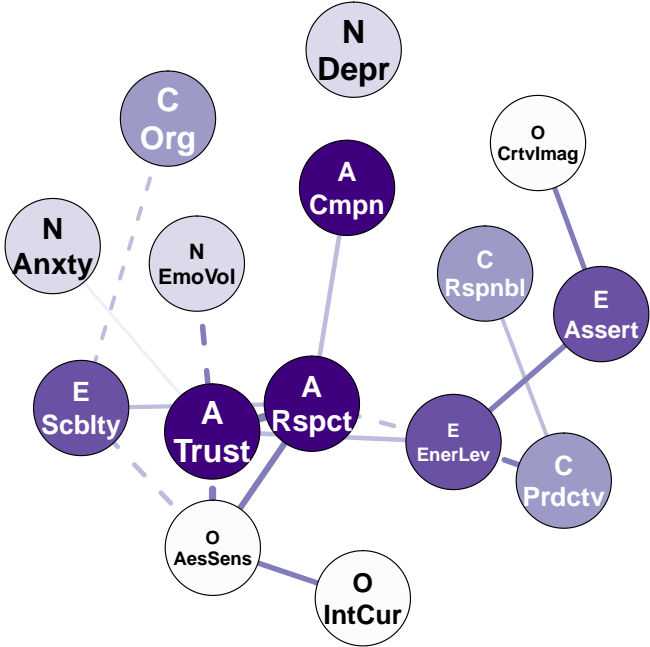 N
Depr
C
Org
O
CrtvImag
A
Cmpn
N
Anxty
N
EmoVol
C
Rspnbl
E
Assert
E
Scblty
A
Trust
A
Rspct
E
EnerLev
C
Prdctv
O
AesSens
O
IntCur